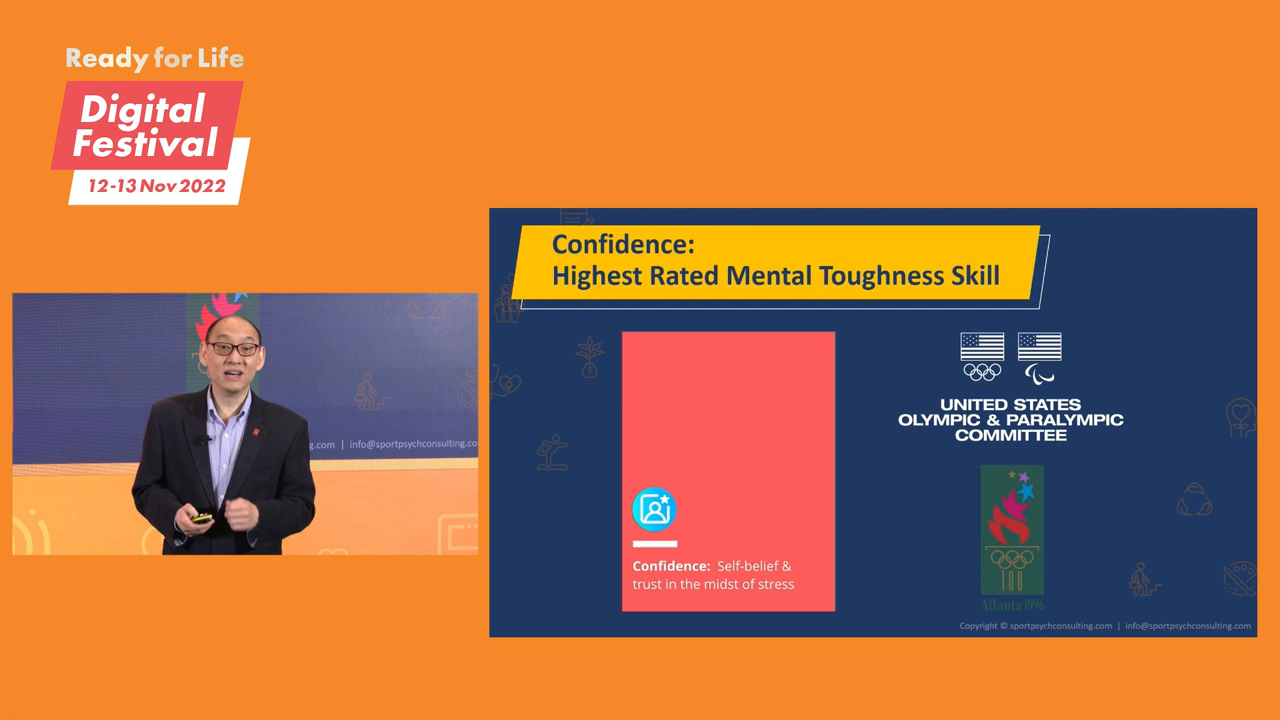 Ready for Life
Digital
Festival
12-13 Nov 2022
g.com | info@sportpsychconsulting.co
Confidence:
Highest Rated Mental Toughness Skill
Confidence: Self-belief &
trust in the midst of stress
UNITED STATES
OLYMPIC & PARALYMPIC
COMMITTEE
Atlanta 1996
Copyright © sportpsychconsulting.com | info@sportpsychconsulting.com